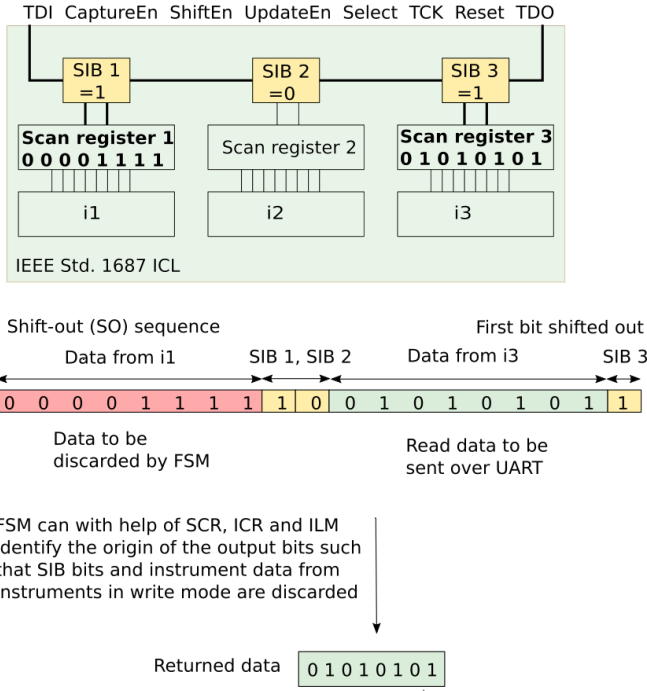 TDI CaptureEn ShiftEn UpdateEn Select TCK Reset TDO
SIB 1
=1
SIB 2
=0
SIB 3
=1
Scan register 1
0 0 0 0 1 1 1 1
Scan register 2
Scan register 3
0 1 0 1 0 1 0 1
i1
i2
i3
IEEE Std. 1687 ICL
Shift-out (SO) sequence
First bit shifted out
Data from i1
SIB 1, SIB 2
Data from i3
SIB 3
0 0 0 0 1 1 1 1 1 0 0 1 0 1 0 1 0 1 1
Data to be
discarded by FSM
Read data to be
sent over UART
FSM can with help of SCR, ICR and ILM
identify the origin of the output bits such
that SIB bits and instrument data from
instruments in write mode are discarded
Returned data
0 1 0 1 0 1 0 1